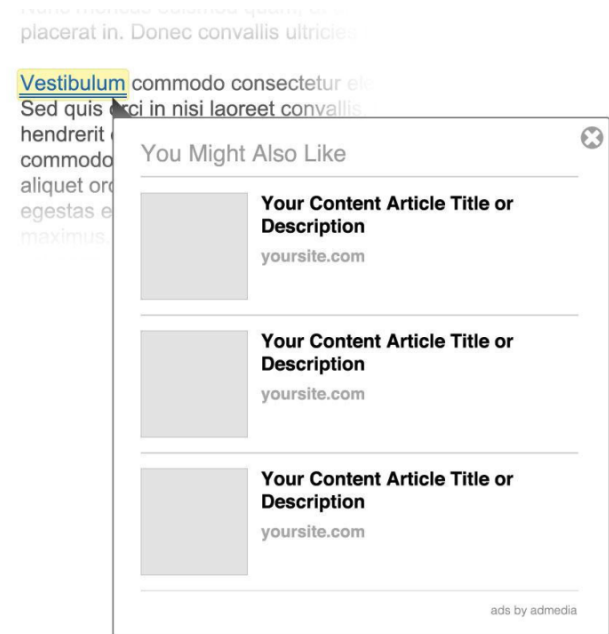 placerat in. Donec convallis ultricies
Vestibulum commodo consectetur
Sed quis orci in nisi laoreet convallis
hendrerit
commodo
aliquet
egestas
maximus,
You Might Also Like
Your Content Article Title or
Description
yoursite.com
Your Content Article Title or
Description
yoursite.com
Your Content Article Title or
Description
yoursite.com
ads by admedia